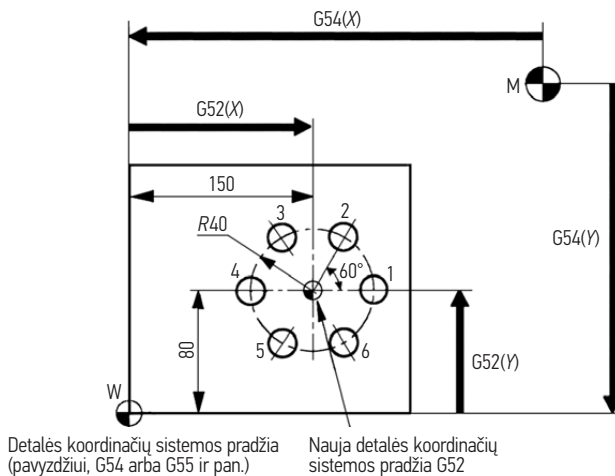 G54(X)
M
G52(X)
150
G54(Y)
R40
3
2
60°
4
1
80
5
6
G52(Y)
W
Detalės koordinačių sistemos pradžia
(pavyzdžiui, G54 arba G55 ir pan.)
Nauja detalės koordinačių
sistemos pradžia G52